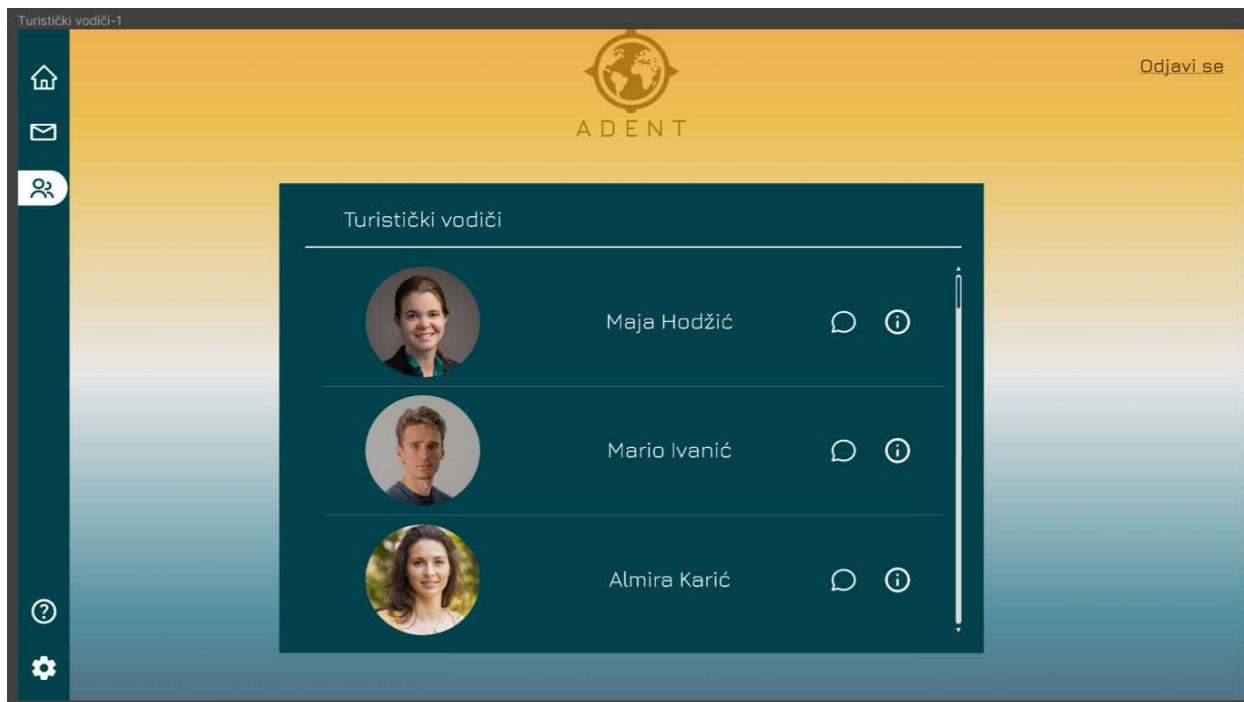 Turistički vodiči-1
Odjavi se
ADENT
Turistički vodiči
Maja Hodžić
Mario Ivanić
Almira Karić